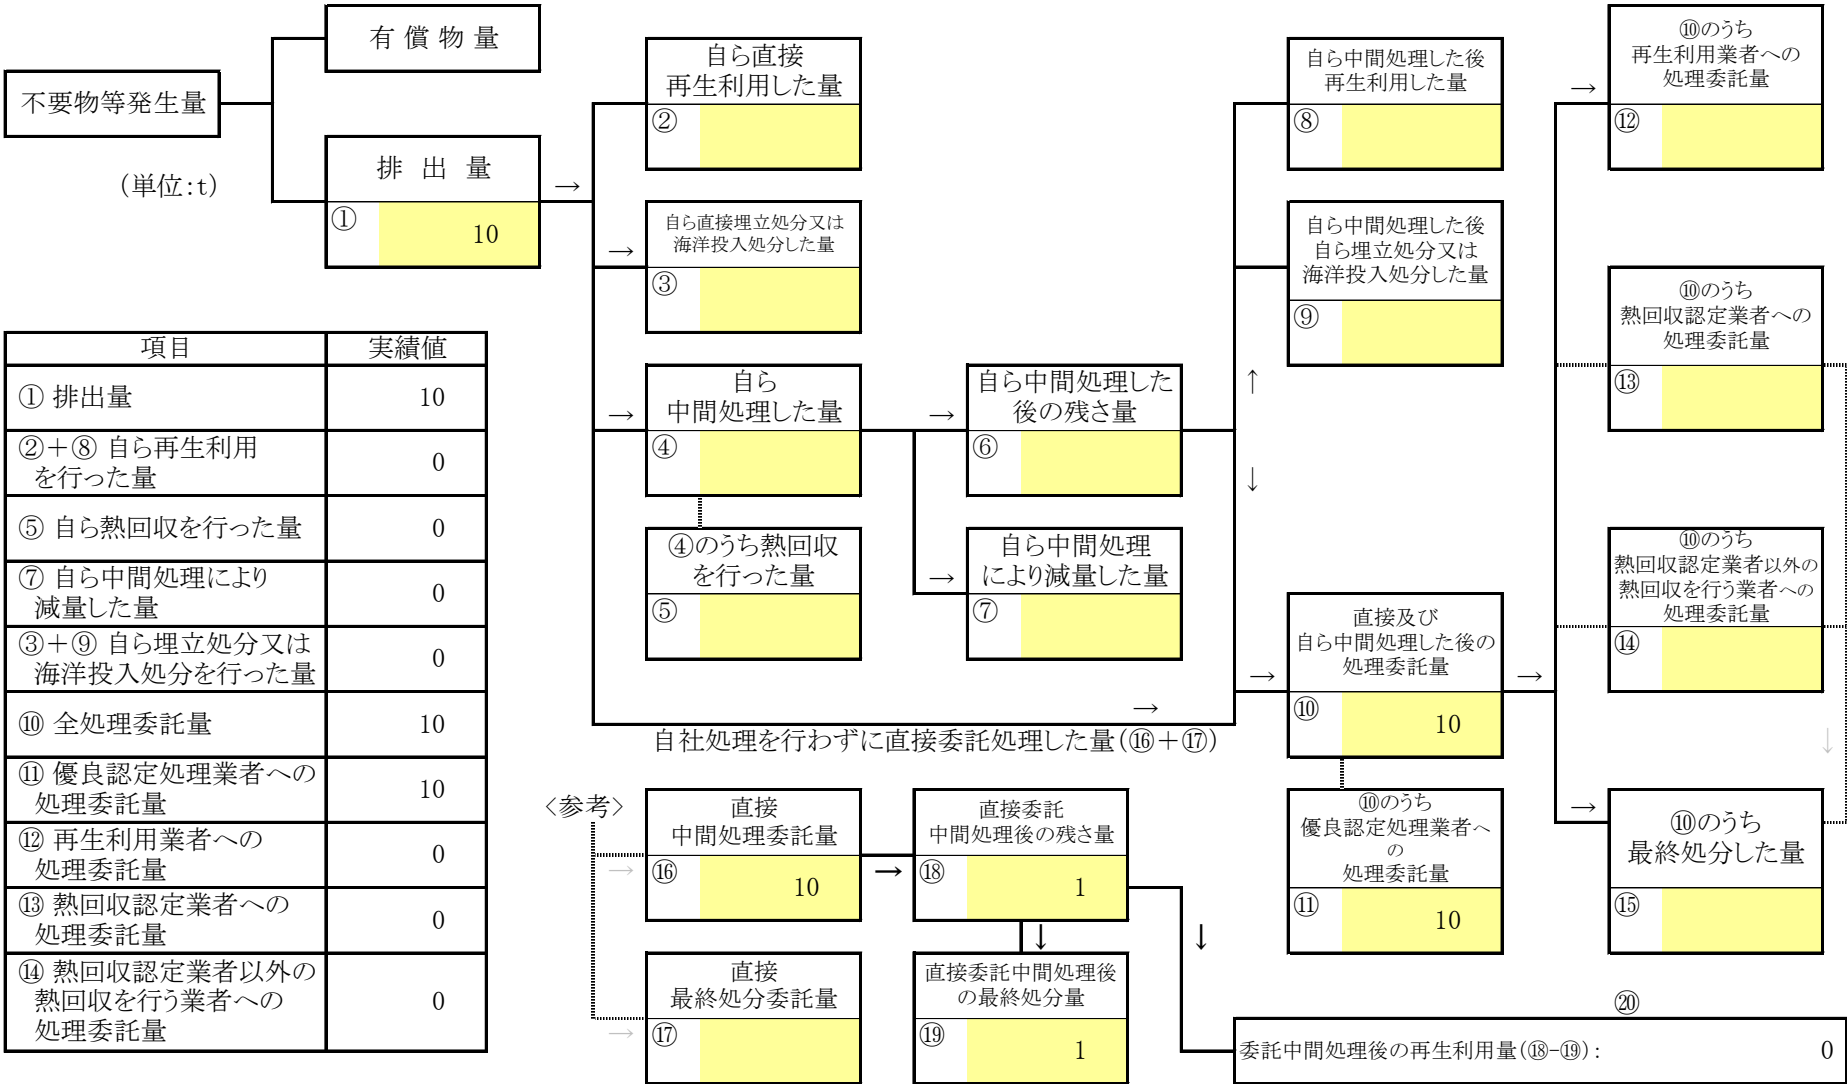 有 償 物 量
不要物等発生量
(単位:t)
排 出 量
①
10
→
自ら直接
再生利用した量
②
→
自ら直接埋立処分又は
海洋投入処分した量
③
→
自ら
中間処理した量
④
④のうち熱回収
を行った量
⑤
→
自ら中間処理した
後の残さ量
⑥
→
自ら中間処理
により減量した量
⑦
自ら中間処理した後
再生利用した量
⑧
自ら中間処理した後
自ら埋立処分又は
海洋投入処分した量
⑨
↑
↓
→
自社処理を行わずに直接委託処理した量(⑯+⑰)
→
直接及び
自ら中間処理した後の
処理委託量
⑩
10
⑩のうち
優良認定処理業者へ
の
処理委託量
⑪
10
→
→
⑩のうち
再生利用業者への
処理委託量
⑫
⑩のうち
熱回収認定業者への
処理委託量
⑬
⑩のうち
熱回収認定業者以外の
熱回収を行う業者への
処理委託量
⑭
↓
→
⑩のうち
最終処分した量
⑮
項目 実績値
① 排出量 10
②+⑧ 自ら再生利用
を行った量 0
⑤ 自ら熱回収を行った量 0
⑦ 自ら中間処理により
減量した量 0
③+⑨ 自ら埋立処分又は
海洋投入処分を行った量 0
⑩ 全処理委託量 10
⑪ 優良認定処理業者への
処理委託量 10
⑫ 再生利用業者への
処理委託量 0
⑬ 熱回収認定業者への
処理委託量 0
⑭ 熱回収認定業者以外の
熱回収を行う業者への
処理委託量 0
〈参考〉
→
直接
中間処理委託量
⑯
10
→
直接委託
中間処理後の残さ量
⑱
1
↓
↓
→
直接
最終処分委託量
⑰
直接委託中間処理後
の最終処分量
⑲
1
⑳
委託中間処理後の再生利用量(⑱-⑲): 0